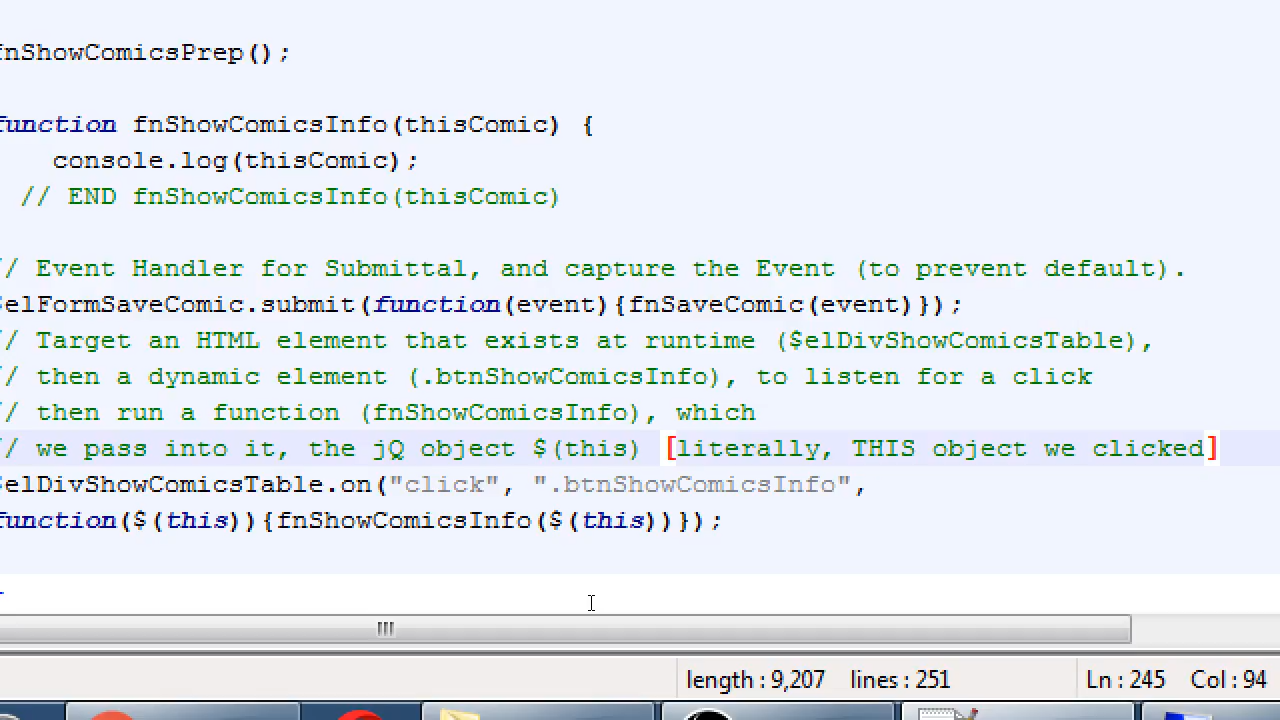 fnShowComicsPrep();
function fnShowComicsInfo(thisComic) {
console.log(thisComic);
// END fnShowComicsInfo(thisComic)
// Event Handler for Submittal, and capture the Event (to prevent default).
$elFormSaveComic.submit(function(event){fnSaveComic(event)});
// Target an HTML element that exists at runtime ($elDivShowComicsTable),
// then a dynamic element (.btnShowComicsInfo), to listen for a click
// then run a function (fnShowComicsInfo), which
// we pass into it, the jQ object $(this) [literally, THIS object we clicked]
$elDivShowComicsTable.on("click", ".btnShowComicsInfo",
function($(this)){fnShowComicsInfo($(this))});
length : 9,207 lines : 251 Ln : 245 Col : 94